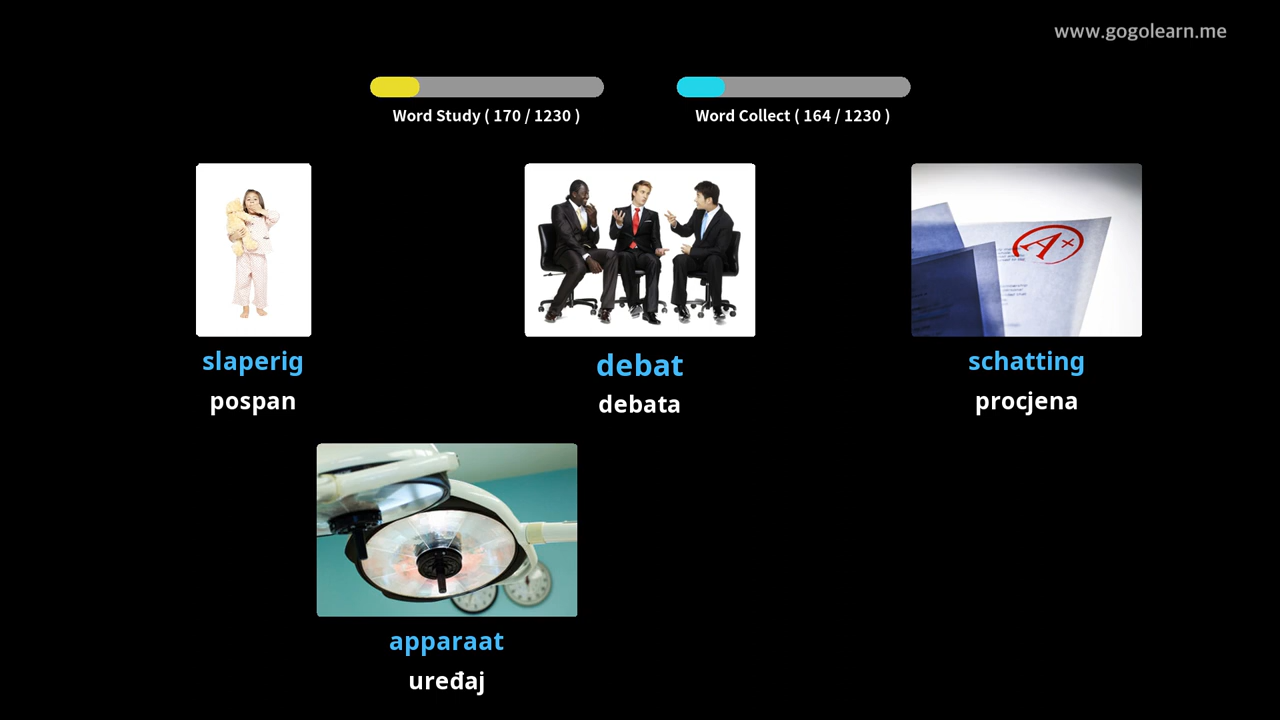 www.gogolearn.me
Word Study ( 170 / 1230 )
Word Collect ( 164 / 1230 )
A+
slaperig
debat
schatting
pospan
debata
procjena
apparaat
uređaj